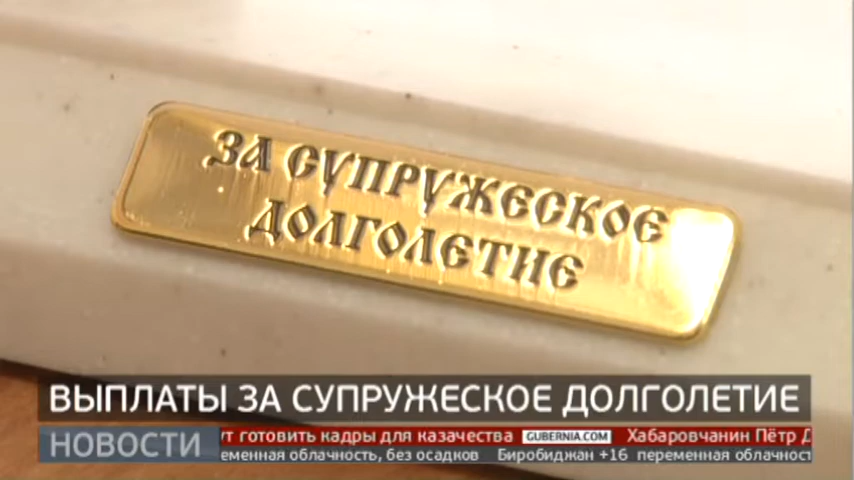 ЗА СУПРУЖЕСКОЕ
ДОЛГОЛЕТИЕ
ВЫПЛАТЫ ЗА СУПРУЖЕСКОЕ ДОЛГОЛЕТИЕ
НОВОСТИ
ут готовить кадры для казачества GUBERNIA.COM Хабаровчанин Пётр Д
еменная облачность, без осадков Биробиджан +16 переменная облачност